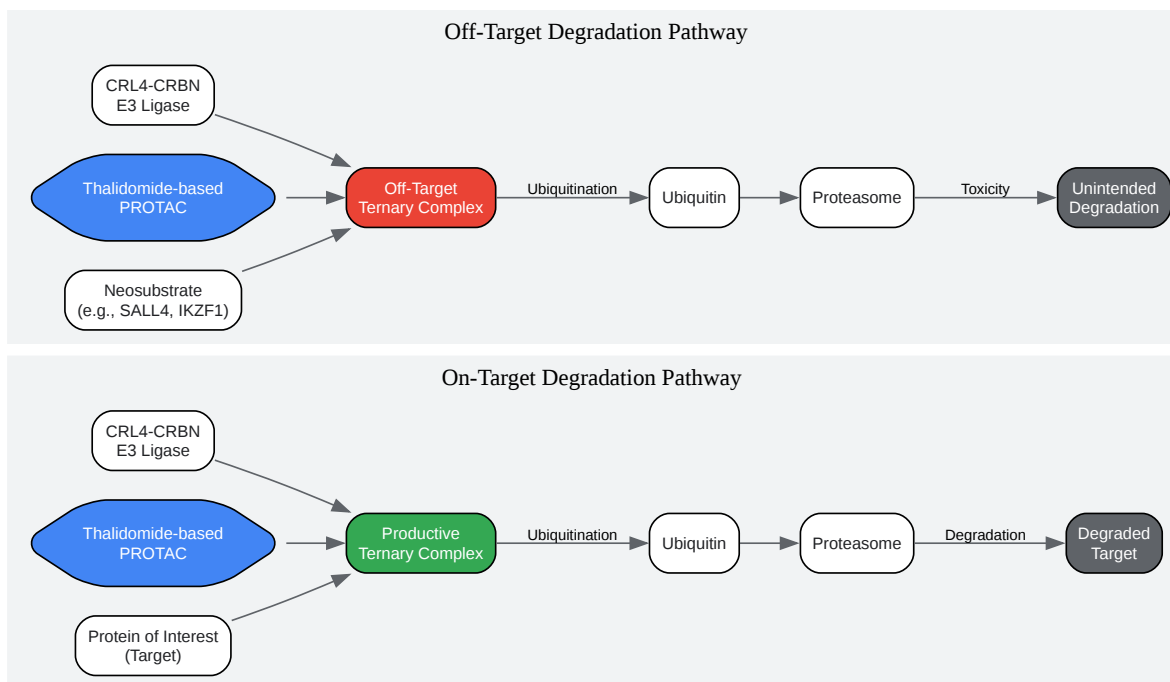 Off-Target Degradation Pathway
CRL4-CRBN
E3 Ligase
Thalidomide-based
PROTAC
Neosubstrate
(e.g., SALL4, IKZF1)
Off-Target
Ternary Complex
Ubiquitination
Ubiquitin
Proteasome
Toxicity
Unintended
Degradation
On-Target Degradation Pathway
CRL4-CRBN
E3 Ligase
Thalidomide-based
PROTAC
Protein of Interest
(Target)
Productive
Ternary Complex
Ubiquitination
Ubiquitin
Proteasome
Degradation
Degraded
Target